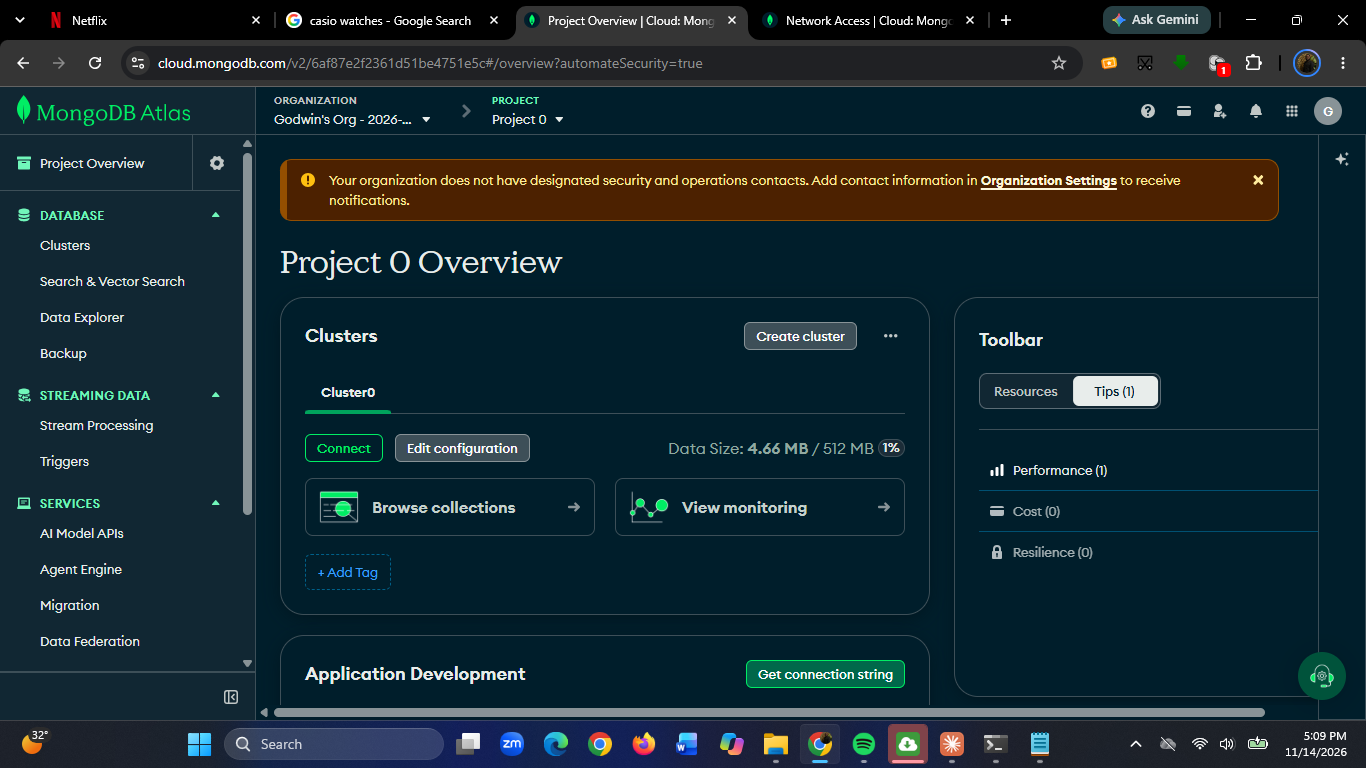 Netflix
casio watches - Google Search
Project Overview | Cloud: Mong
Network Access | Cloud: Mongo
Ask Gemini
cloud.mongodb.com/v2/6af87e2f2361d51be4751e5c#/overview?automateSecurity=true
1
MongoDB Atlas
ORGANIZATION
Godwin's Org - 2026-...
PROJECT
Project 0
G
Project Overview
DATABASE
Clusters
Search & Vector Search
Data Explorer
Backup
STREAMING DATA
Stream Processing
Triggers
SERVICES
AI Model APIs
Agent Engine
Migration
Data Federation
Your organization does not have designated security and operations contacts. Add contact information in Organization Settings to receive
notifications.
Project 0 Overview
Clusters
Create cluster
Cluster0
Connect
Edit configuration
Data Size: 4.66 MB / 512 MB 1%
Browse collections
View monitoring
+ Add Tag
Application Development
Get connection string
Toolbar
Resources
Tips (1)
Performance (1)
Cost (0)
Resilience (0)
32°
Search
zm
5:09 PM
11/14/2026